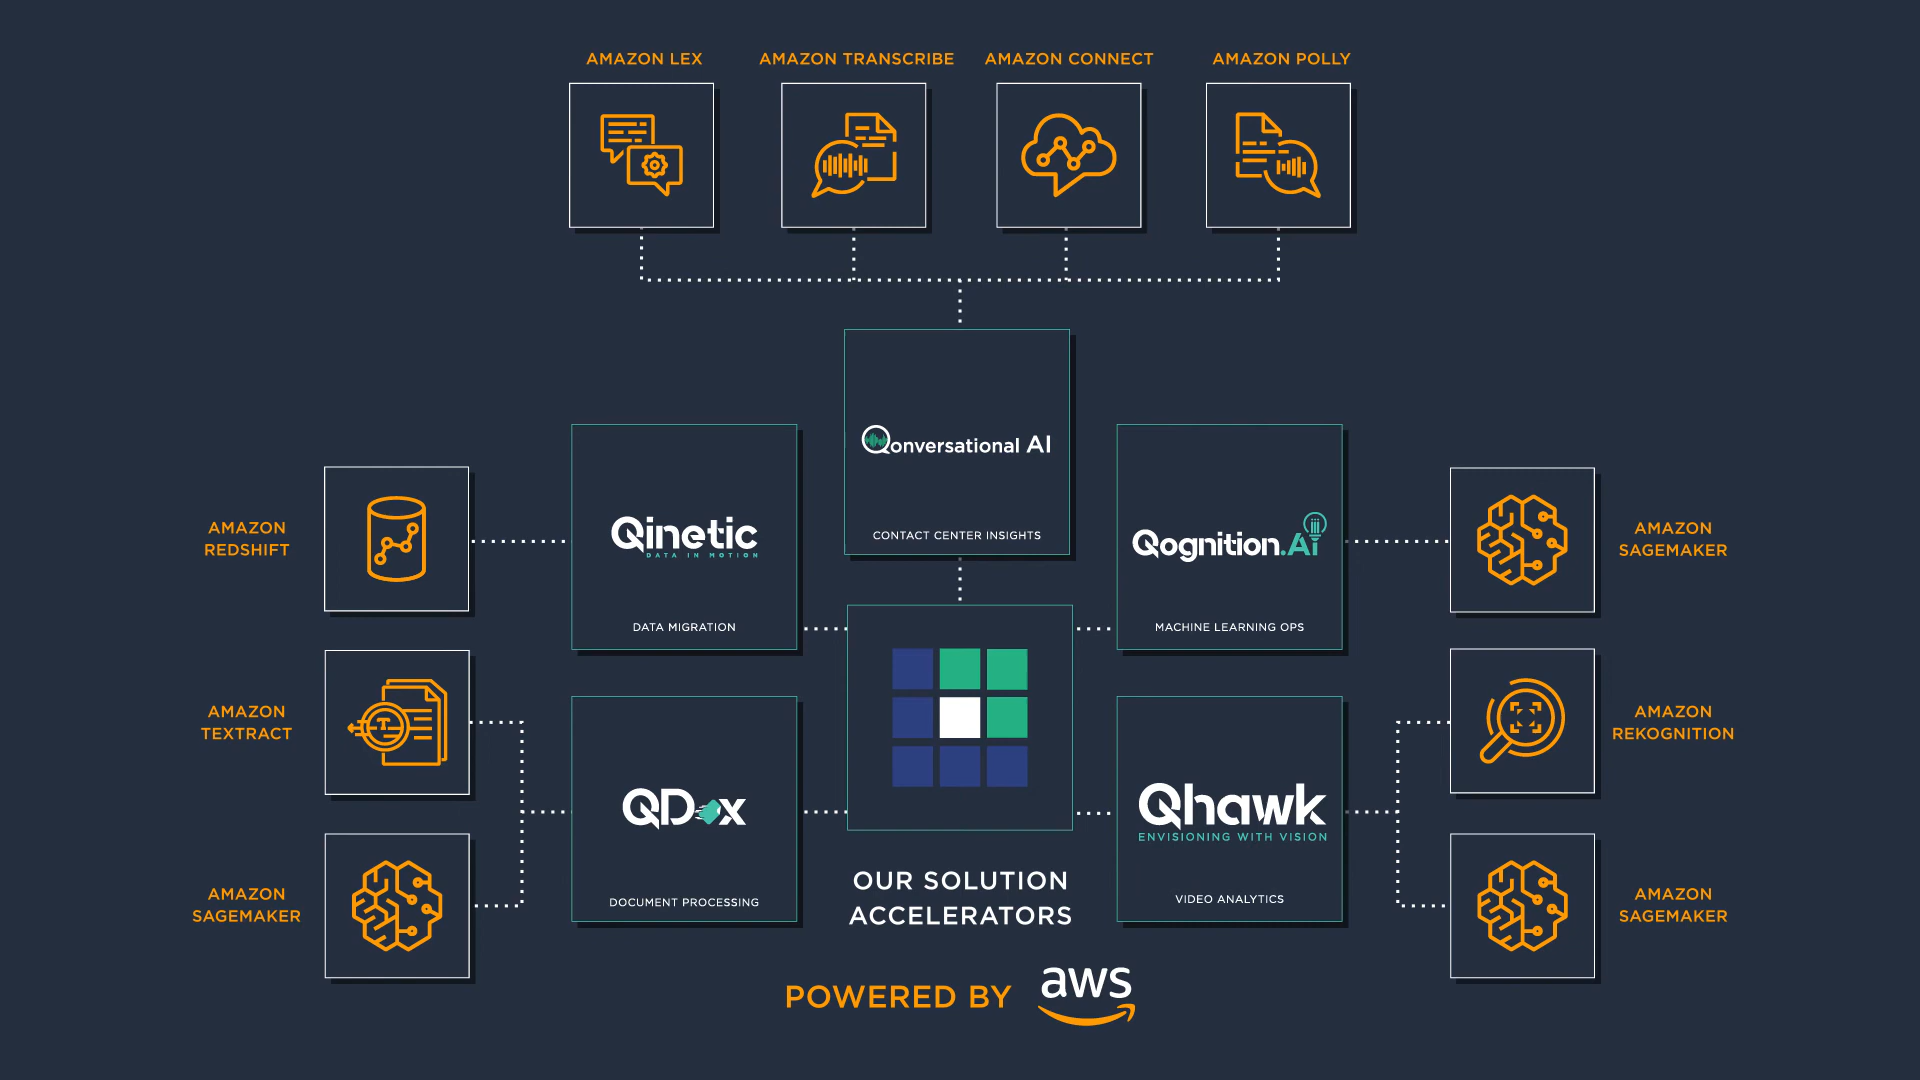 AMAZON LEX
AMAZON TRANSCRIBE
AMAZON CONNECT
AMAZON POLLY
Qonversational AI
CONTACT CENTER INSIGHTS
AMAZON
REDSHIFT
Qinetic
DATA IN MOTION
DATA MIGRATION
Qognition.Ai
MACHINE LEARNING OPS
AMAZON
SAGEMAKER
AMAZON
TEXTRACT
T
AMAZON
SAGEMAKER
QDox
DOCUMENT PROCESSING
OUR SOLUTION
ACCELERATORS
Qhawk
ENVISIONING WITH VISION
VIDEO ANALYTICS
AMAZON
REKOGNITION
AMAZON
SAGEMAKER
POWERED BY aws